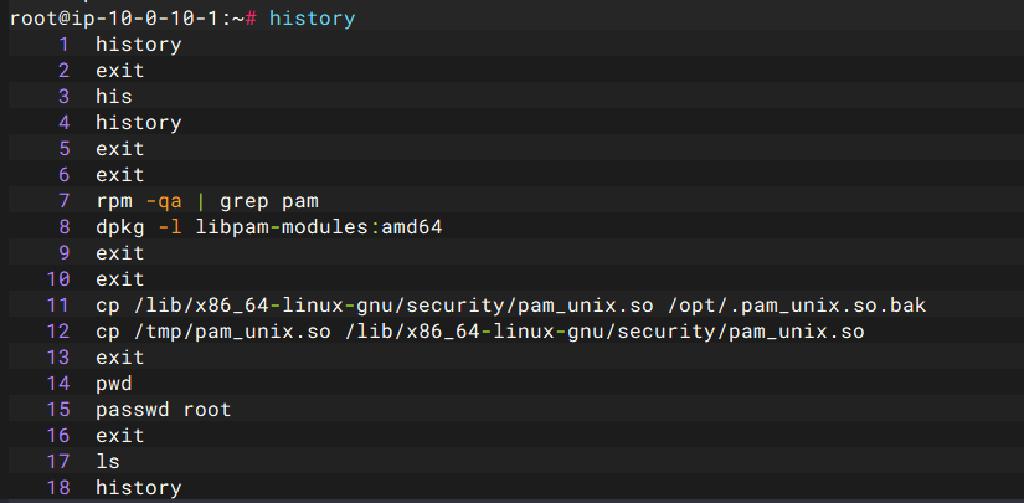 root@ip-10-0-10-1:~# history
1 history
2 exit
3 his
4 history
5 exit
6 exit
7 rpm -qa | grep pam
8 dpkg -l libpam-modules:amd64
9 exit
10 exit
11 cp /lib/x86_64-linux-gnu/security/pam_unix.so /opt/.pam_unix.so.bak
12 cp /tmp/pam_unix.so /lib/x86_64-linux-gnu/security/pam_unix.so
13 exit
14 pwd
15 passwd root
16 exit
17 ls
18 history